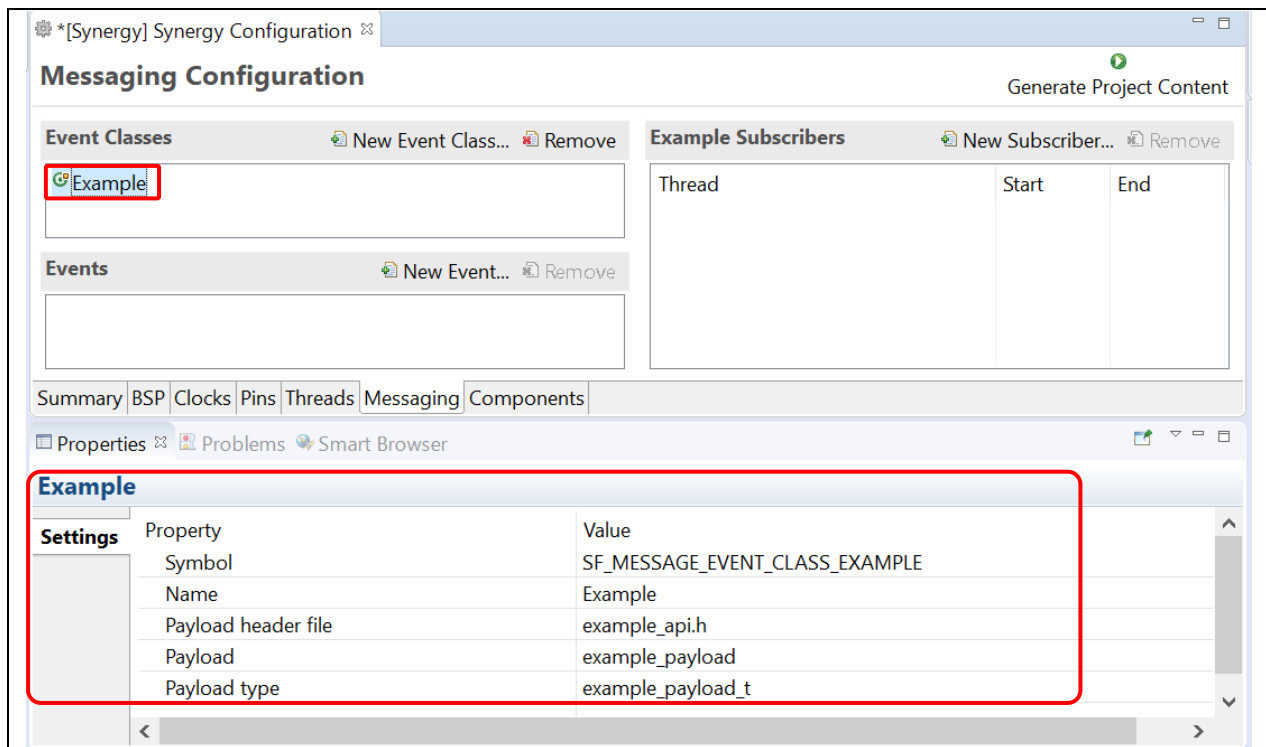 *[Synergy] Synergy Configuration
Messaging Configuration
Generate Project Content
Event Classes New Event Class... Remove
Example
Events New Event... Remove
Example Subscribers New Subscriber... Remove
Thread Start End
Summary BSP Clocks Pins Threads Messaging Components
Properties Problems Smart Browser
Example
Settings
Property Value
Symbol SF_MESSAGE_EVENT_CLASS_EXAMPLE
Name Example
Payload header file example_api.h
Payload example_payload
Payload type example_payload_t